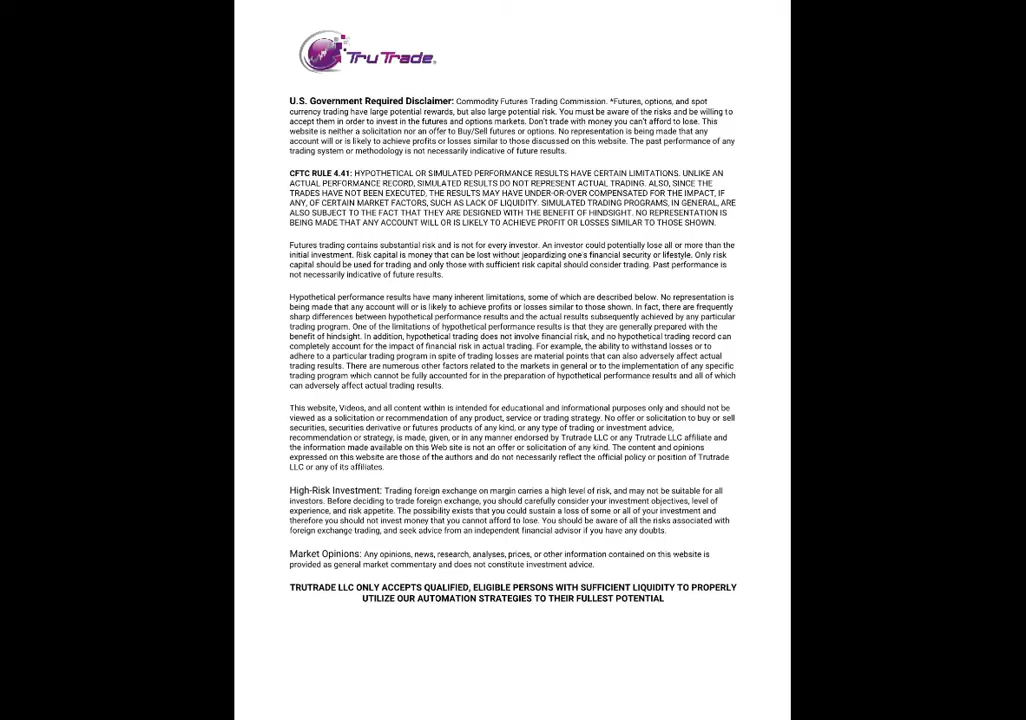 TruTrade®
U.S. Government Required Disclaimer: Commodity Futures Trading Commission. *Futures, options, and spot
currency trading have large potential rewards, but also large potential risk. You must be aware of the risks and be willing to
accept them in order to invest in the futures and options markets. Don't trade with money you can't afford to lose. This
website is neither a solicitation nor an offer to Buy/Sell futures or options. No representation is being made that any
account will or is likely to achieve profits or losses similar to those discussed on this website. The past performance of any
trading system or methodology is not necessarily indicative of future results.
CFTC RULE 4.41: HYPOTHETICAL OR SIMULATED PERFORMANCE RESULTS HAVE CERTAIN LIMITATIONS. UNLIKE AN
ACTUAL PERFORMANCE RECORD, SIMULATED RESULTS DO NOT REPRESENT ACTUAL TRADING. ALSO, SINCE THE
TRADES HAVE NOT BEEN EXECUTED, THE RESULTS MAY HAVE UNDER-OR-OVER COMPENSATED FOR THE IMPACT, IF
ANY, OF CERTAIN MARKET FACTORS, SUCH AS LACK OF LIQUIDITY. SIMULATED TRADING PROGRAMS, IN GENERAL, ARE
ALSO SUBJECT TO THE FACT THAT THEY ARE DESIGNED WITH THE BENEFIT OF HINDSIGHT. NO REPRESENTATION IS
BEING MADE THAT ANY ACCOUNT WILL OR IS LIKELY TO ACHIEVE PROFIT OR LOSSES SIMILAR TO THOSE SHOWN.
Futures trading contains substantial risk and is not for every investor. An investor could potentially lose all or more than the
initial investment. Risk capital is money that can be lost without jeopardizing one's financial security or lifestyle. Only risk
capital should be used for trading and only those with sufficient risk capital should consider trading. Past performance is
not necessarily indicative of future results.
Hypothetical performance results have many inherent limitations, some of which are described below. No representation is
being made that any account will or is likely to achieve profits or losses similar to those shown. In fact, there are frequently
sharp differences between hypothetical performance results and the actual results subsequently achieved by any particular
trading program. One of the limitations of hypothetical performance results is that they are generally prepared with the
benefit of hindsight. In addition, hypothetical trading does not involve financial risk, and no hypothetical trading record can
completely account for the impact of financial risk in actual trading. For example, the ability to withstand losses or to
adhere to a particular trading program in spite of trading losses are material points that can also adversely affect actual
trading results. There are numerous other factors related to the markets in general or to the implementation of any specific
trading program which cannot be fully accounted for in the preparation of hypothetical performance results and all of which
can adversely affect actual trading results.
This website, Videos, and all content within is intended for educational and informational purposes only and should not be
viewed as a solicitation or recommendation of any product, service or trading strategy. No offer or solicitation to buy or sell
securities, securities derivative or futures products of any kind, or any type of trading or investment advice,
recommendation or strategy, is made, given, or in any manner endorsed by Trutrade LLC or any Trutrade LLC affiliate and
the information made available on this Web site is not an offer or solicitation of any kind. The content and opinions
expressed on this website are those of the authors and do not necessarily reflect the official policy or position of Trutrade
LLC or any of its affiliates.
High-Risk Investment: Trading foreign exchange on margin carries a high level of risk, and may not be suitable for all
investors. Before deciding to trade foreign exchange, you should carefully consider your investment objectives, level of
experience, and risk appetite. The possibility exists that you could sustain a loss of some or all of your investment and
therefore you should not invest money that you cannot afford to lose. You should be aware of all the risks associated with
foreign exchange trading, and seek advice from an independent financial advisor if you have any doubts.
Market Opinions: Any opinions, news, research, analyses, prices, or other information contained on this website is
provided as general market commentary and does not constitute investment advice.
TRUTRADE LLC ONLY ACCEPTS QUALIFIED, ELIGIBLE PERSONS WITH SUFFICIENT LIQUIDITY TO PROPERLY
UTILIZE OUR AUTOMATION STRATEGIES TO THEIR FULLEST POTENTIAL